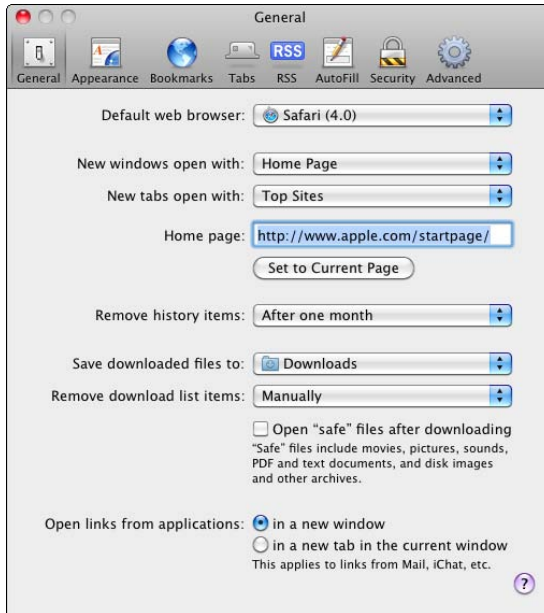 General
RSS
General Appearance Bookmarks Tabs RSS AutoFill Security Advanced
Default web browser: Safari (4.0)
New windows open with: Home Page
New tabs open with: Top Sites
Home page: http://www.apple.com/startpage/
Set to Current Page
Remove history items: After one month
Save downloaded files to: Downloads
Remove download list items: Manually
Open “safe” files after downloading
“Safe” files include movies, pictures, sounds,
PDF and text documents, and disk images
and other archives.
Open links from applications: in a new window
in a new tab in the current window
This applies to links from Mail, iChat, etc.
?